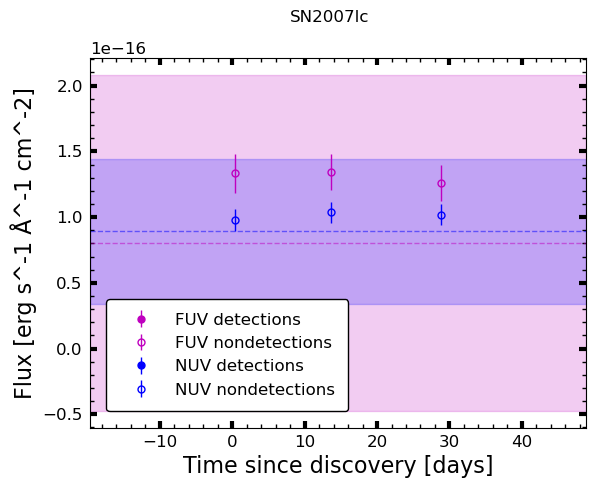 SN2007lc
1e−16
Flux [erg s^-1 Å^-1 cm^-2]
2.0
1.5
1.0
0.5
0.0
−0.5
FUV detections
FUV nondetections
NUV detections
NUV nondetections
−10 0 10 20 30 40
Time since discovery [days]